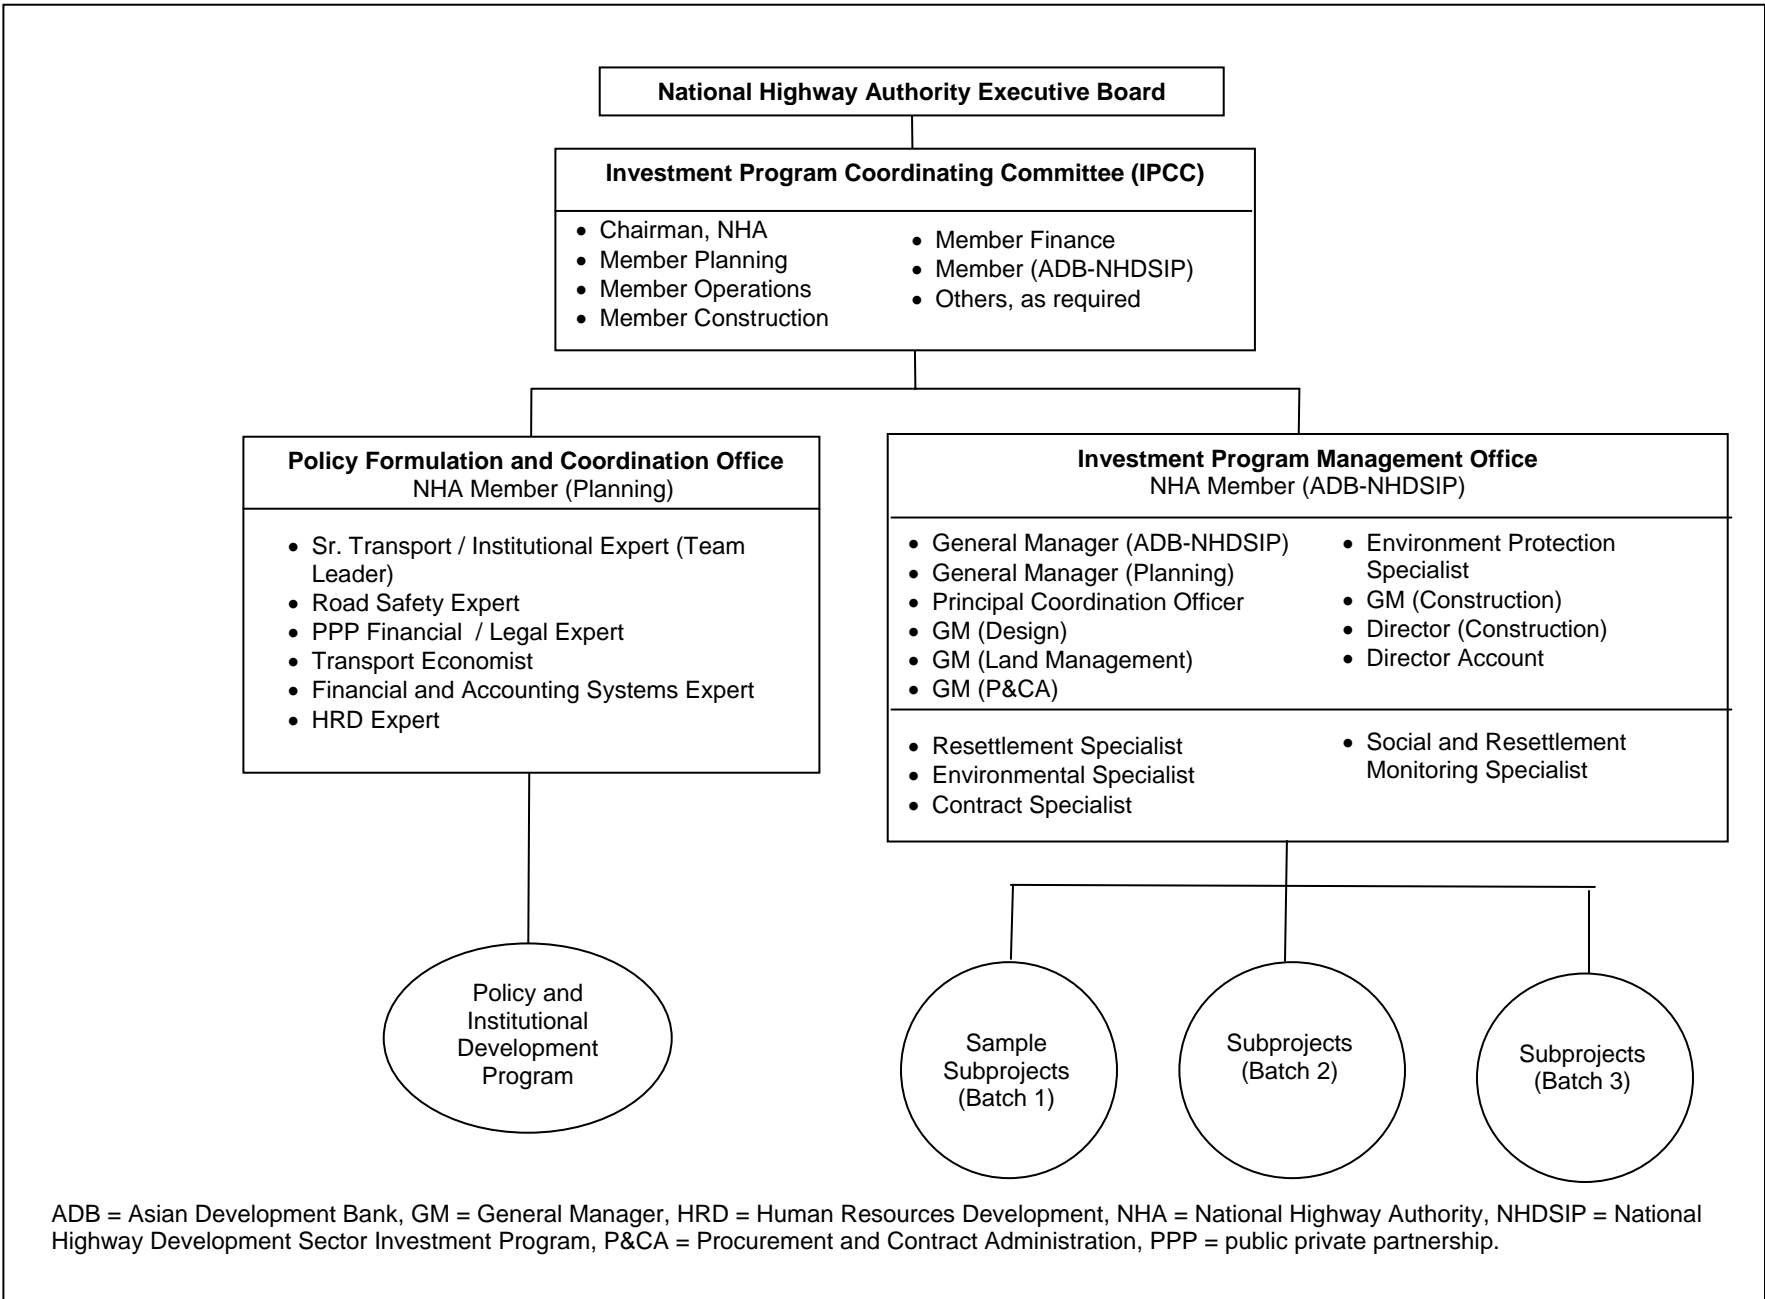 National Highway Authority Executive Board
Investment Program Coordinating Committee (IPCC)
• Chairman, NHA
• Member Planning
• Member Operations
• Member Construction
• Member Finance
• Member (ADB-NHDSIP)
• Others, as required
Policy Formulation and Coordination Office
NHA Member (Planning)
• Sr. Transport / Institutional Expert (Team
Leader)
• Road Safety Expert
• PPP Financial / Legal Expert
• Transport Economist
• Financial and Accounting Systems Expert
• HRD Expert
Investment Program Management Office
NHA Member (ADB-NHDSIP)
• General Manager (ADB-NHDSIP)
• General Manager (Planning)
• Principal Coordination Officer
• GM (Design)
• GM (Land Management)
• GM (P&CA)
• Environment Protection
Specialist
• GM (Construction)
• Director (Construction)
• Director Account
• Resettlement Specialist
• Environmental Specialist
• Contract Specialist
• Social and Resettlement
Monitoring Specialist
Policy and
Institutional
Development
Program
Sample
Subprojects
(Batch 1)
Subprojects
(Batch 2)
Subprojects
(Batch 3)
ADB = Asian Development Bank, GM = General Manager, HRD = Human Resources Development, NHA = National Highway Authority, NHDSIP = National
Highway Development Sector Investment Program, P&CA = Procurement and Contract Administration, PPP = public private partnership.